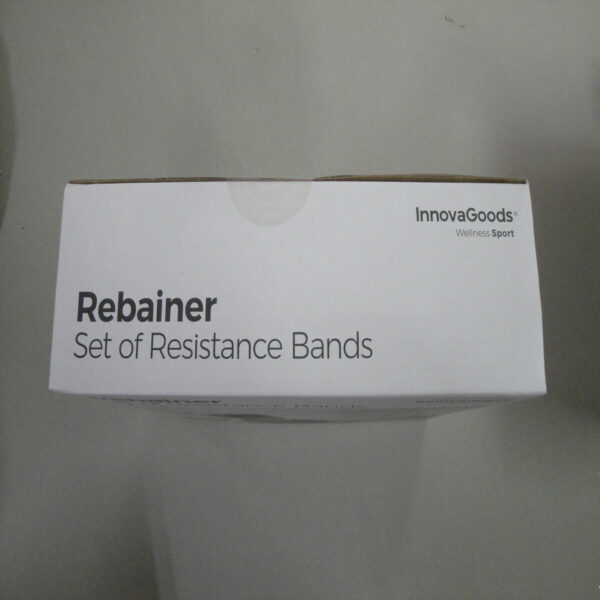 InnovaGoods®
Wellness Sport
Rebainer
Set of Resistance Bands